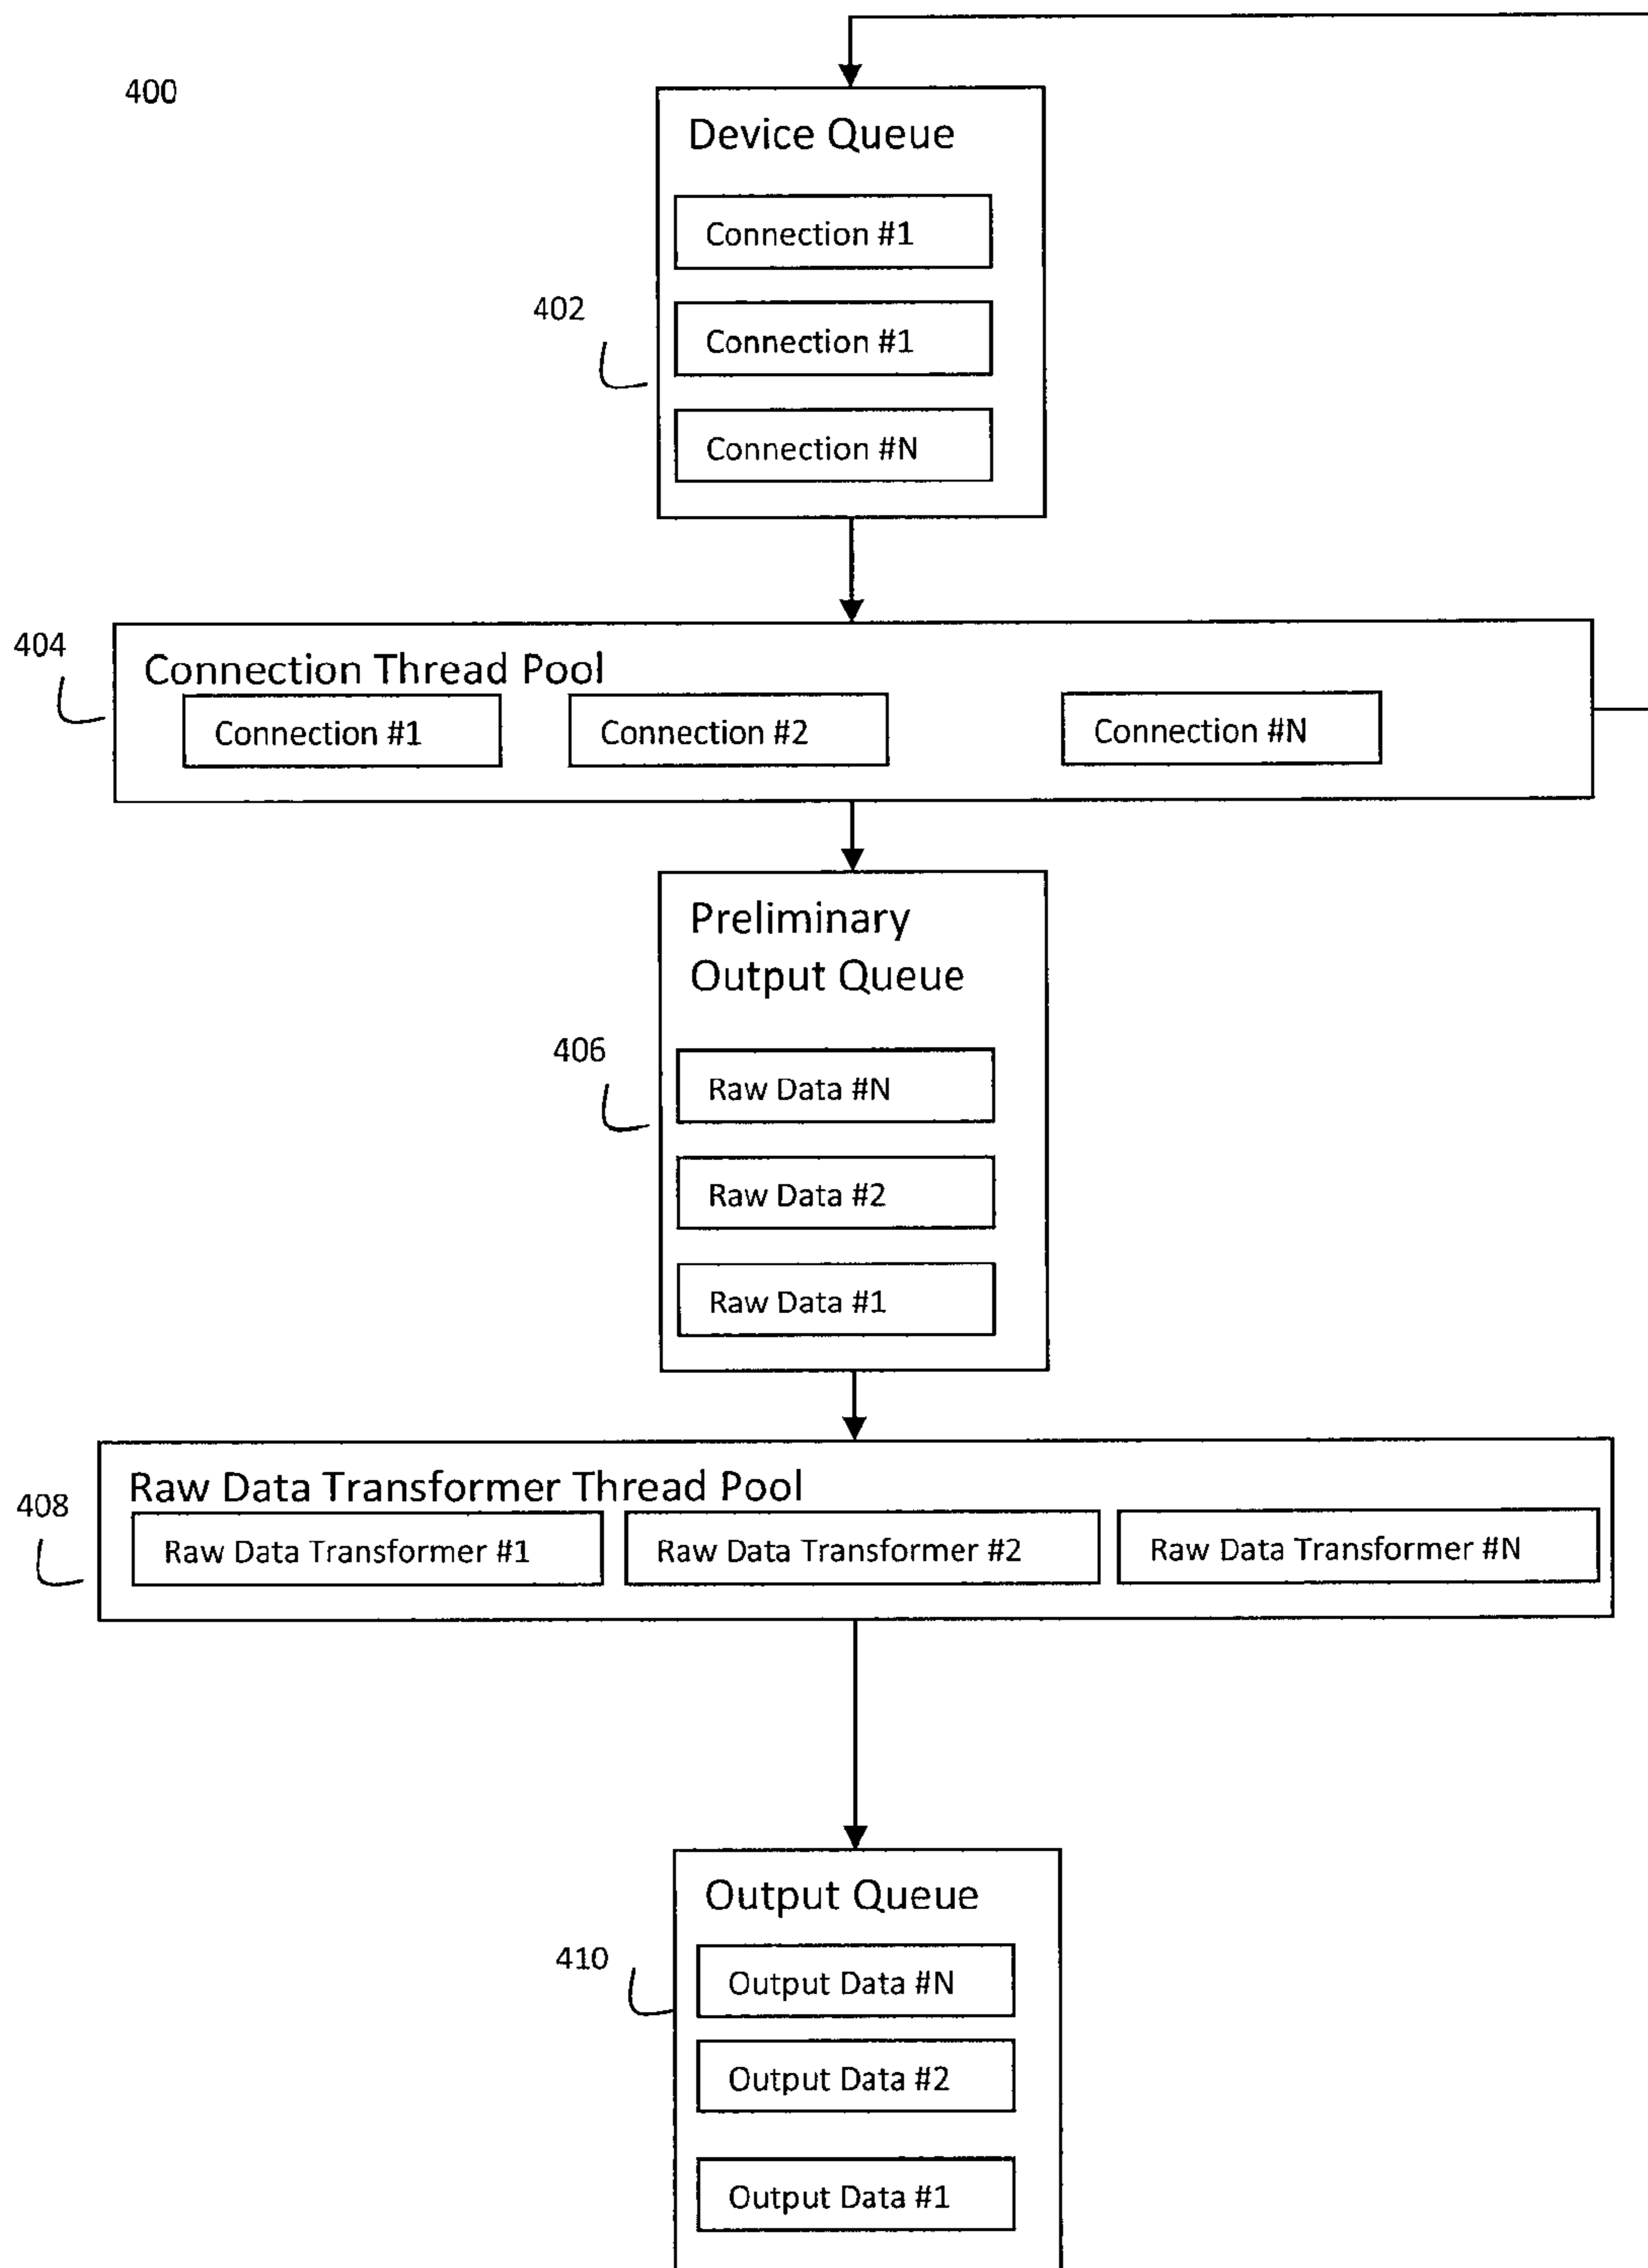 400
Device Queue
Connection #1
402
Connection #1
Connection #N
404
Connection Thread Pool
Connection #1
Connection #2
Connection #N
Preliminary
Output Queue
406
Raw Data #N
Raw Data #2
Raw Data #1
Raw Data Transformer Thread Pool
408
Raw Data Transformer #1
Raw Data Transformer #2
Raw Data Transformer #N
Output Queue
410
Output Data #N
Output Data #2
Output Data #1